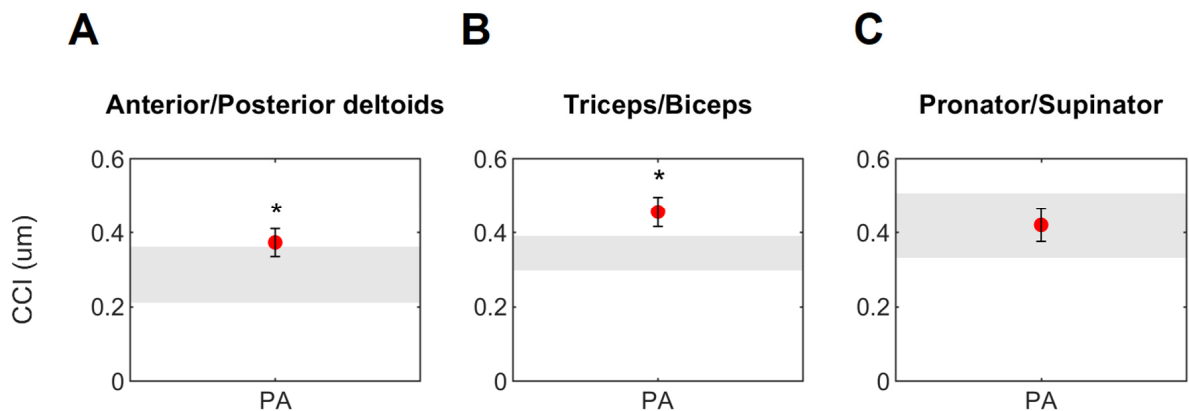 A
B
C
Anterior/Posterior deltoids
Triceps/Biceps
Pronator/Supinator
CCI (um)
0.6
0.4
0.2
0
*
PA
0.6
0.4
0.2
0
*
PA
0.6
0.4
0.2
0
PA